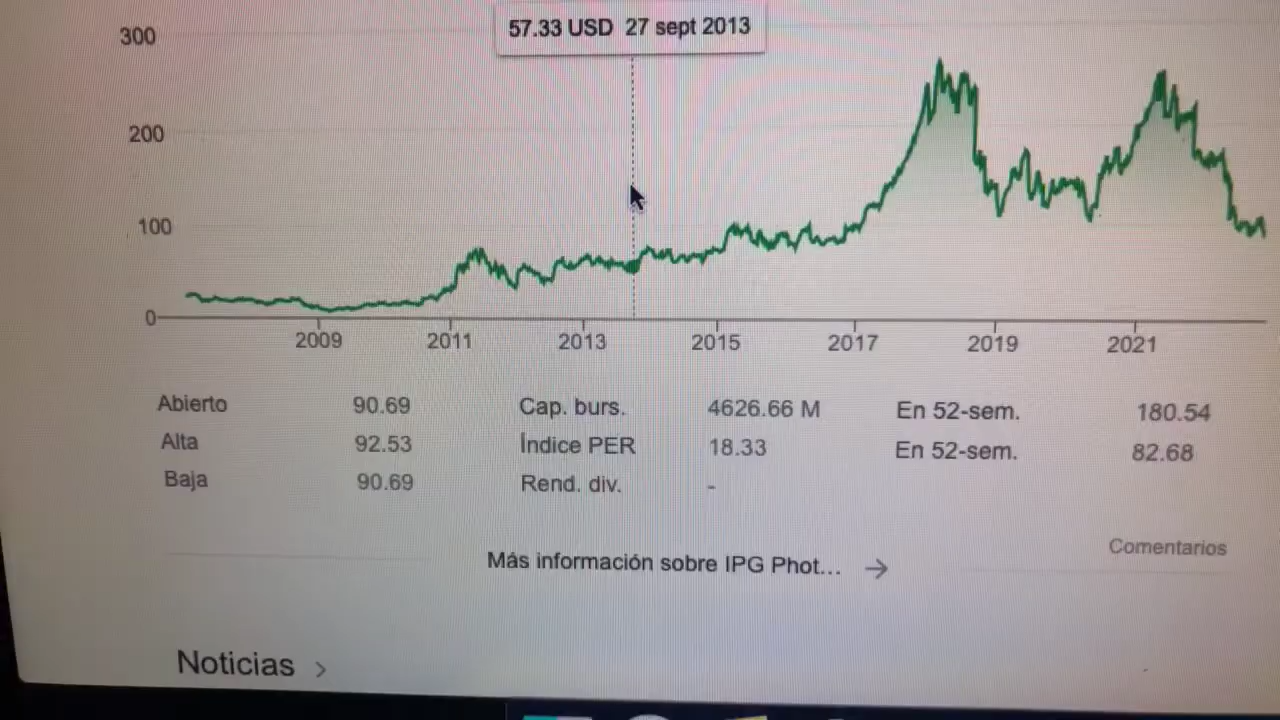 57.33 USD 27 sept 2013
300
200
100
0
2009 2011 2013 2015 2017 2019 2021
Abierto 90.69 Cap. burs. 4626.66 M En 52-sem. 180.54
Alta 92.53 Índice PER 18.33 En 52-sem. 82.68
Baja 90.69 Rend. div. -
Comentarios
Más información sobre IPG Phot... →
Noticias >